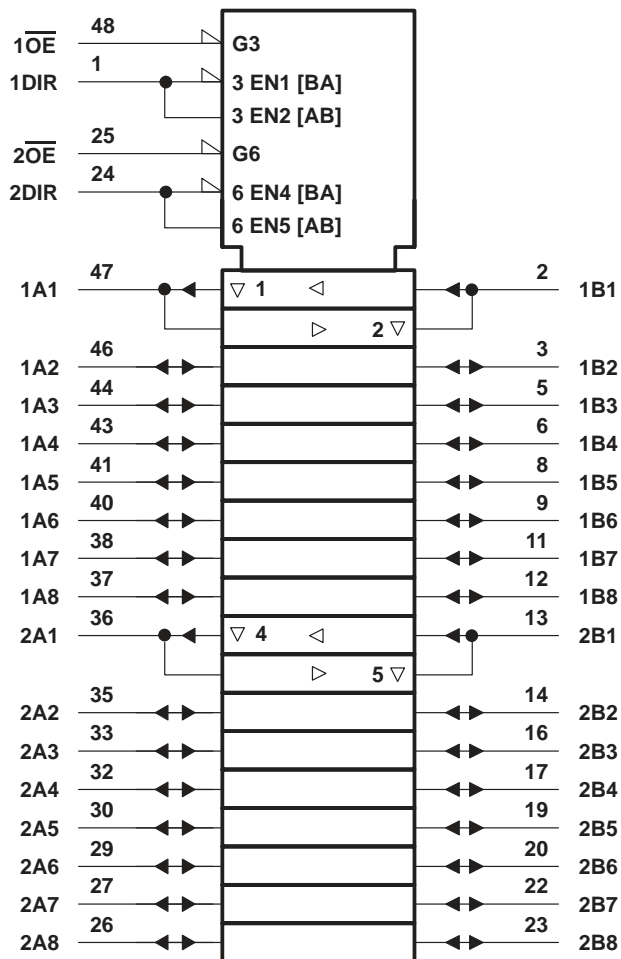 1O̅E̅ 48 G3
1DIR 1 3 EN1 [BA]
3 EN2 [AB]
2O̅E̅ 25 G6
2DIR 24 6 EN4 [BA]
6 EN5 [AB]
1A1 47 1 2 1B1
2
1A2 46 3 1B2
1A3 44 5 1B3
1A4 43 6 1B4
1A5 41 8 1B5
1A6 40 9 1B6
1A7 38 11 1B7
1A8 37 12 1B8
2A1 36 4 13 2B1
5
2A2 35 14 2B2
2A3 33 16 2B3
2A4 32 17 2B4
2A5 30 19 2B5
2A6 29 20 2B6
2A7 27 22 2B7
2A8 26 23 2B8